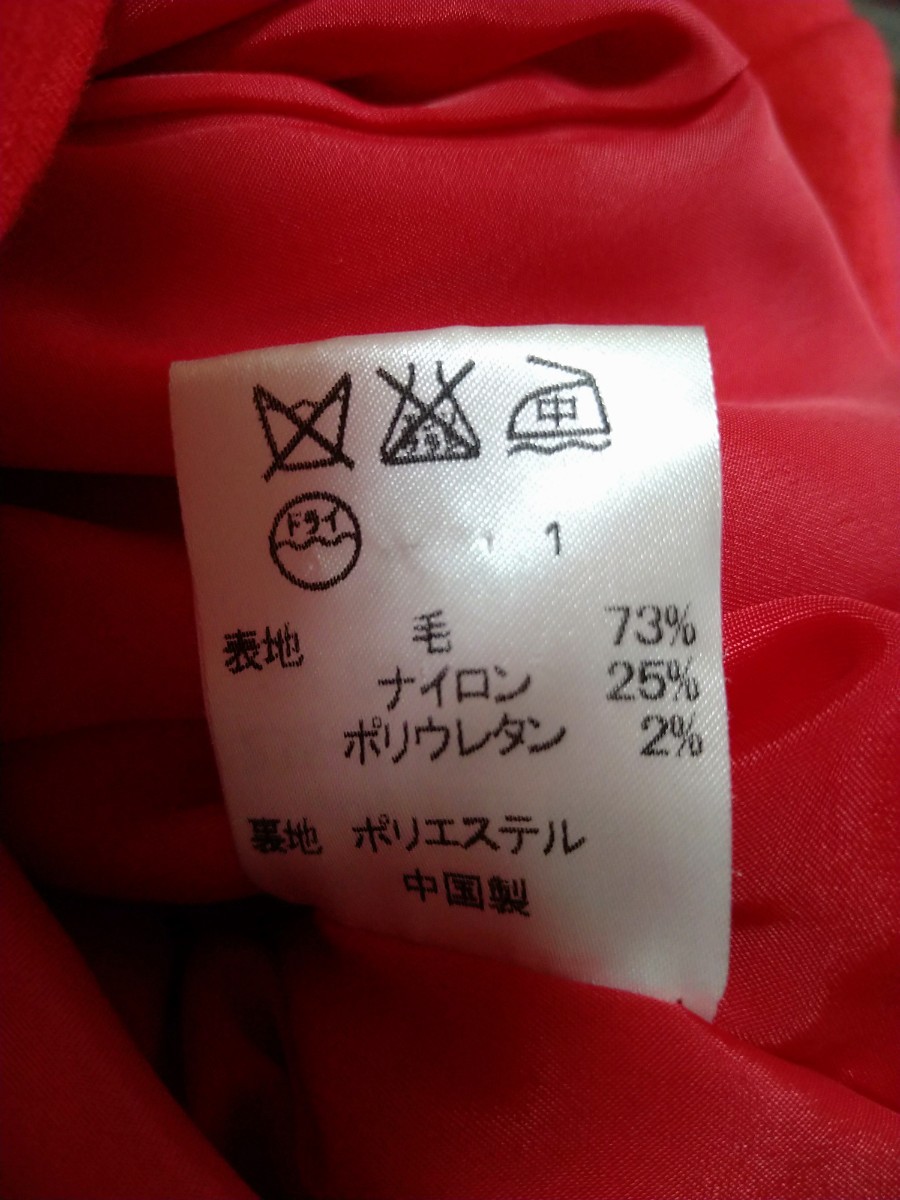 中
ドライ 1
表地 毛 73%
ナイロン 25%
ポリウレタン 2%
裏地 ポリエステル
中国製